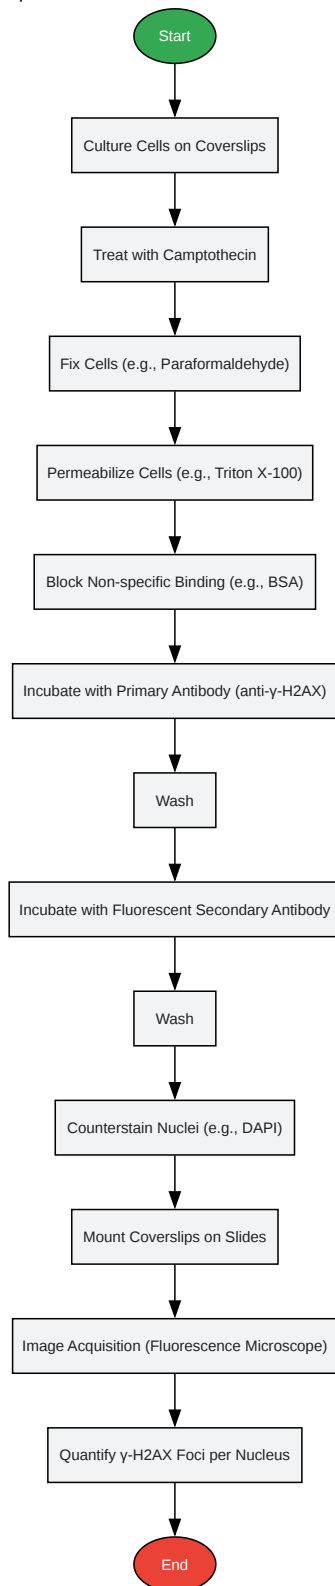 Start
Culture Cells on Coverslips
Treat with Camptothecin
Fix Cells (e.g., Paraformaldehyde)
Permeabilize Cells (e.g., Triton X-100)
Block Non-specific Binding (e.g., BSA)
Incubate with Primary Antibody (anti-γ-H2AX)
Wash
Incubate with Fluorescent Secondary Antibody
Wash
Counterstain Nuclei (e.g., DAPI)
Mount Coverslips on Slides
Image Acquisition (Fluorescence Microscope)
Quantify γ-H2AX Foci per Nucleus
End